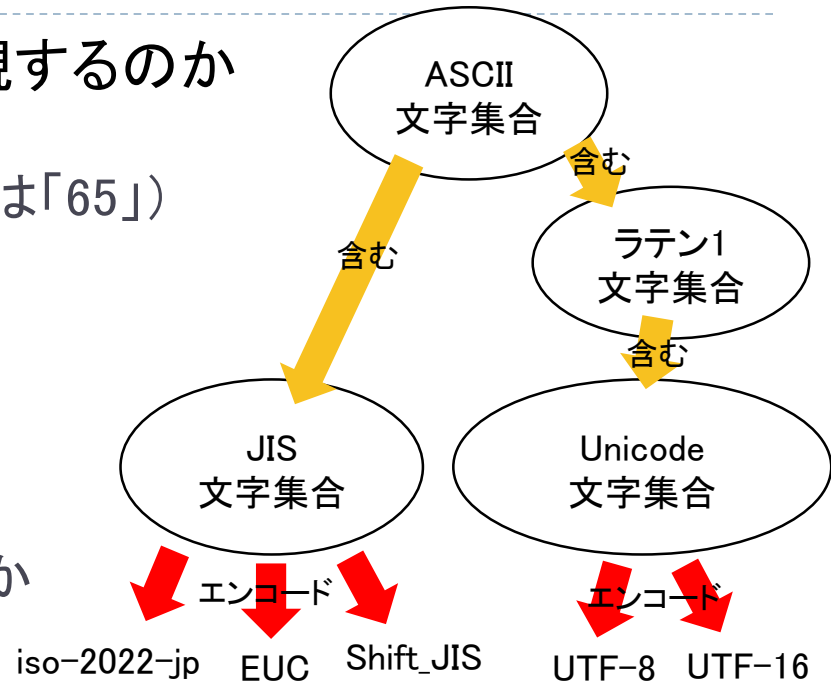 視するのか
は「65」)
か
ASCII
文字集合
含む
含む
ラテン1
文字集合
含む
JIS
文字集合
Unicode
文字集合
エンコード
エンコード
iso-2022-jp
EUC
Shift_JIS
UTF-8
UTF-16